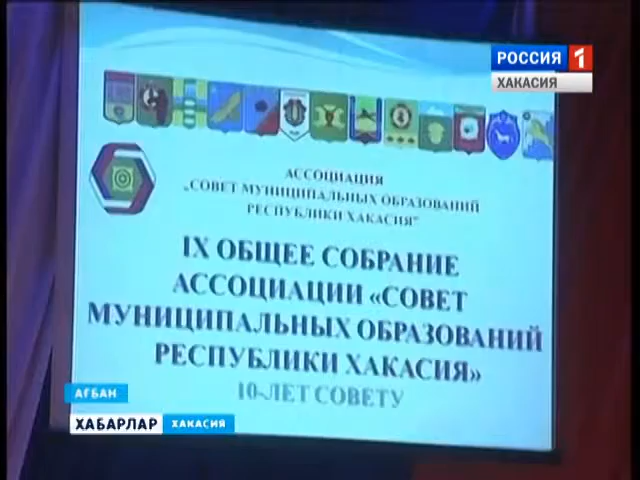 РОССИЯ 1
ХАКАСИЯ
АССОЦИАЦИЯ
„СОВЕТ МУНИЦИПАЛЬНЫХ ОБРАЗОВАНИЙ
РЕСПУБЛИКИ ХАКАСИЯ"
IX ОБЩЕЕ СОБРАНИЕ
АССОЦИАЦИИ «СОВЕТ
МУНИЦИПАЛЬНЫХ ОБРАЗОВАНИЙ
РЕСПУБЛИКИ ХАКАСИЯ»
10-ЛЕТ СОВЕТУ
АҒБАН
ХАБАРЛАР ХАКАСИЯ